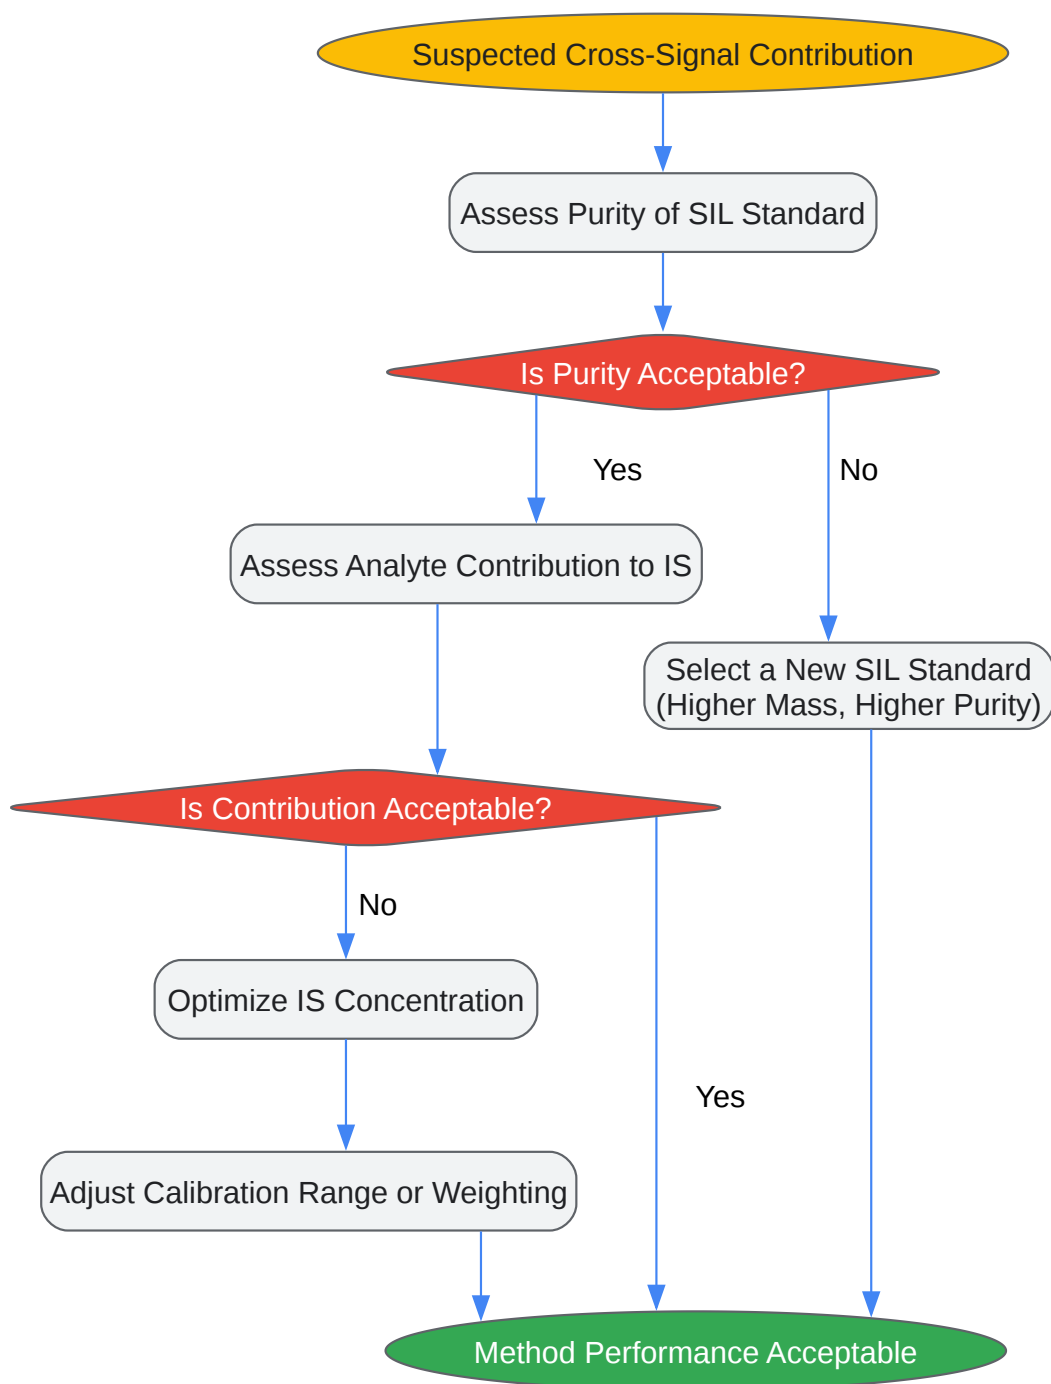 Suspected Cross-Signal Contribution
Assess Purity of SIL Standard
Is Purity Acceptable?
Yes
No
Assess Analyte Contribution to IS
Select a New SIL Standard
(Higher Mass, Higher Purity)
Is Contribution Acceptable?
No
Optimize IS Concentration
Yes
Adjust Calibration Range or Weighting
Method Performance Acceptable